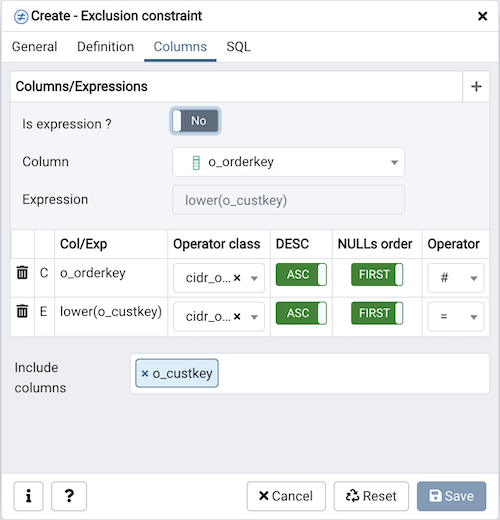 Create - Exclusion constraint
General Definition Columns SQL
Columns/Expressions
Is expression ? No
Column o_orderkey
Expression lower(o_custkey)
Col/Exp Operator class DESC NULLs order Operator
C o_orderkey cidr_o... × ASC FIRST #
E lower(o_custkey) cidr_o... × ASC FIRST =
Include
columns
× o_custkey
i ? Cancel Reset Save